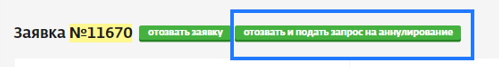 Заявка №11670 отозвать заявку отозвать и подать запрос на аннулирование